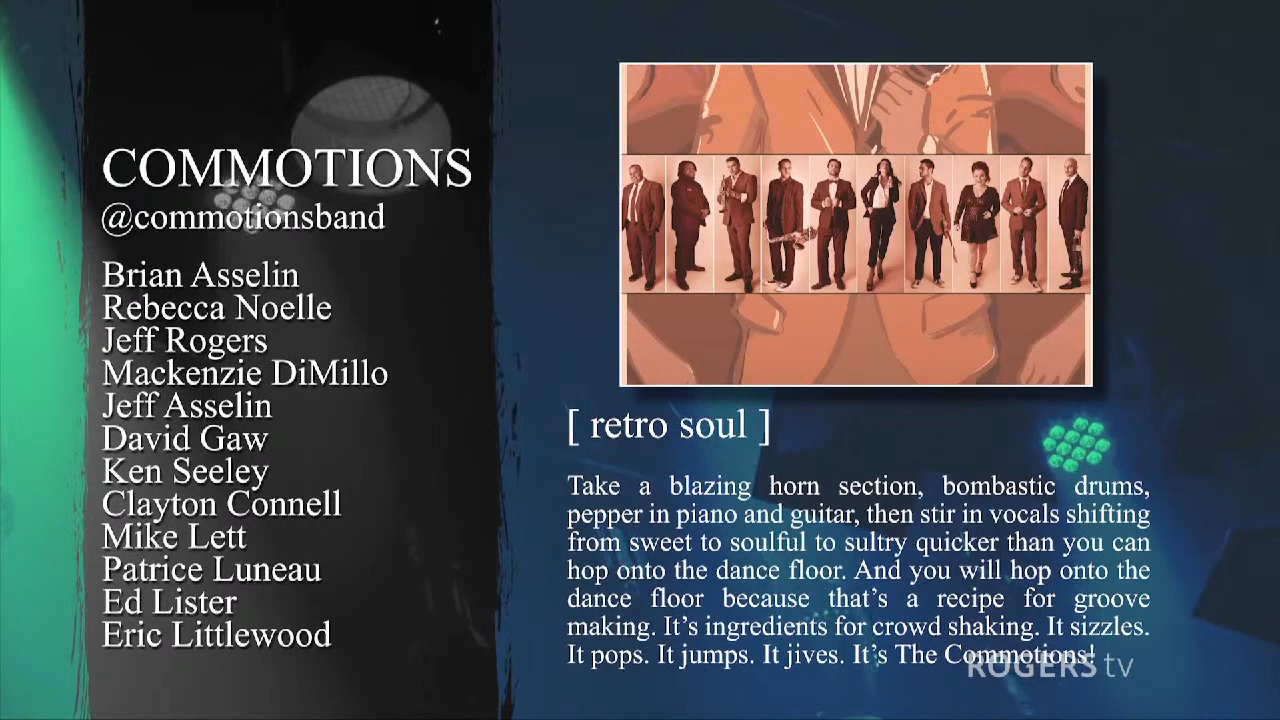 COMMOTIONS
@commotionsband
Brian Asselin
Rebecca Noelle
Jeff Rogers
Mackenzie DiMillo
Jeff Asselin
David Gaw
Ken Seeley
Clayton Connell
Mike Lett
Patrice Luneau
Ed Lister
Eric Littlewood
[ retro soul ]
Take a blazing horn section, bombastic drums,
pepper in piano and guitar, then stir in vocals shifting
from sweet to soulful to sultry quicker than you can
hop onto the dance floor. And you will hop onto the
dance floor because that's a recipe for groove
making. It's ingredients for crowd shaking. It sizzles.
It pops. It jumps. It jives. It's The Commotions!
ROGERS tv